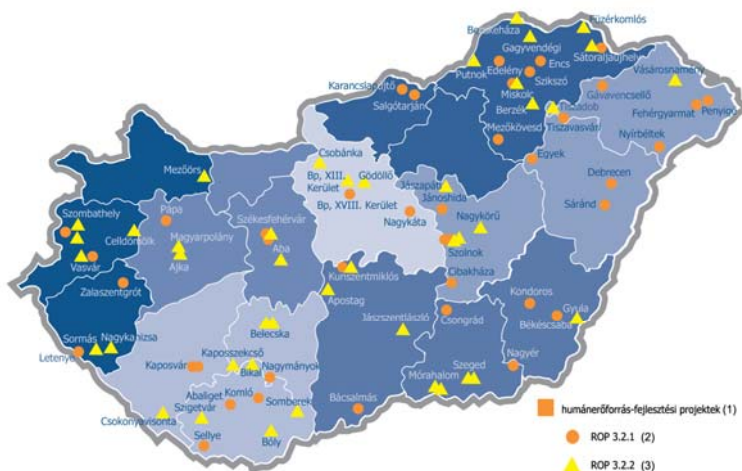 Füzérkomlós
Gagyvendégi
Sátoraljaújhely
Edelény
Encs
Putnok
Szikszó
Vásárosnamény
Karancslapujtő
Miskolc
Gávavencsellő
Salgótarján
Berzék
Tiszadob
Fehérgyarmat
Penyige
Tiszavasvári
Mezőkövesd
Nyírbéltek
Csobánka
Egyek
Mezőörs
Bp, XIII.
Kerület
Gödöllő
Jászapáti
Debrecen
Pápa
Bp, XVIII. Kerület
Jánoshida
Sáránd
Szombathely
Székesfehérvár
Nagykáta
Nagykörű
Celldömölk
Magyarpolány
Aba
Szolnok
Vasvár
Ajka
Kunszentmiklós
Cibakháza
Zalaszentgrót
Apostag
Kondoros
Gyula
Csongrád
Békéscsaba
Jászszentlászló
Sormás
Nagykanizsa
Belecska
Letenye
Kaposszekcső
Kaposvár
Bikal
Nagymányok
Szeged
Nagyér
Mórahalom
Abaliget
Komló
Somberek
Bácsalmás
Csokonyavisonta
Szigetvár
Sellye
Bóly
humánerőforrás-fejlesztési projektek (1)
ROP 3.2.1 (2)
ROP 3.2.2 (3)